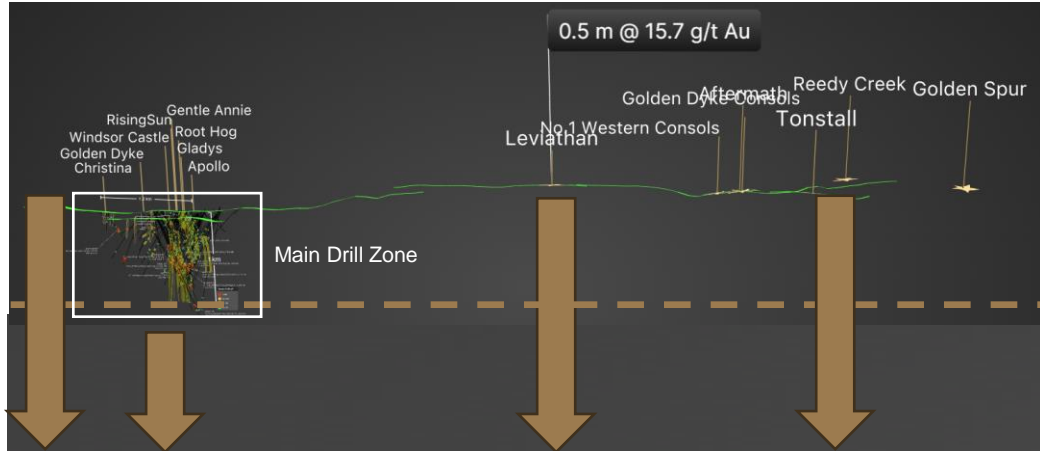 0.5 m @ 15.7 g/t Au
Gentle Annie
RisingSun
Windsor Castle
Root Hog
Golden Dyke
Gladys
Christina
Apollo
Leviathan
No.1 Western Consols
Golden Dyke Consols
Aftermath
Reedy Creek
Tonstall
Golden Spur
Main Drill Zone